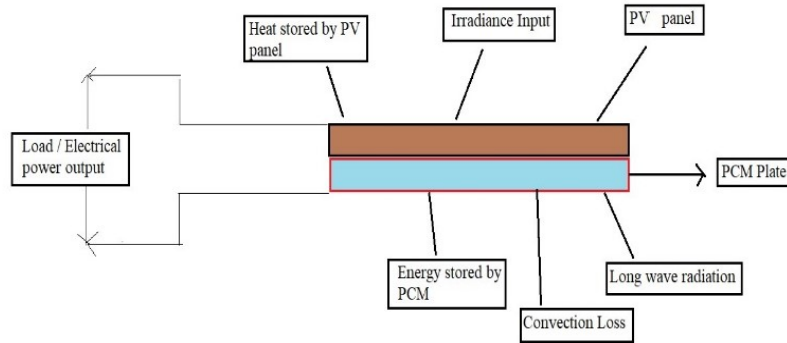 Heat stored by PV
panel
Irradiance Input
PV panel
Load / Electrical
power output
PCM Plate
Energy stored by
PCM
Convection Loss
Long wave radiation